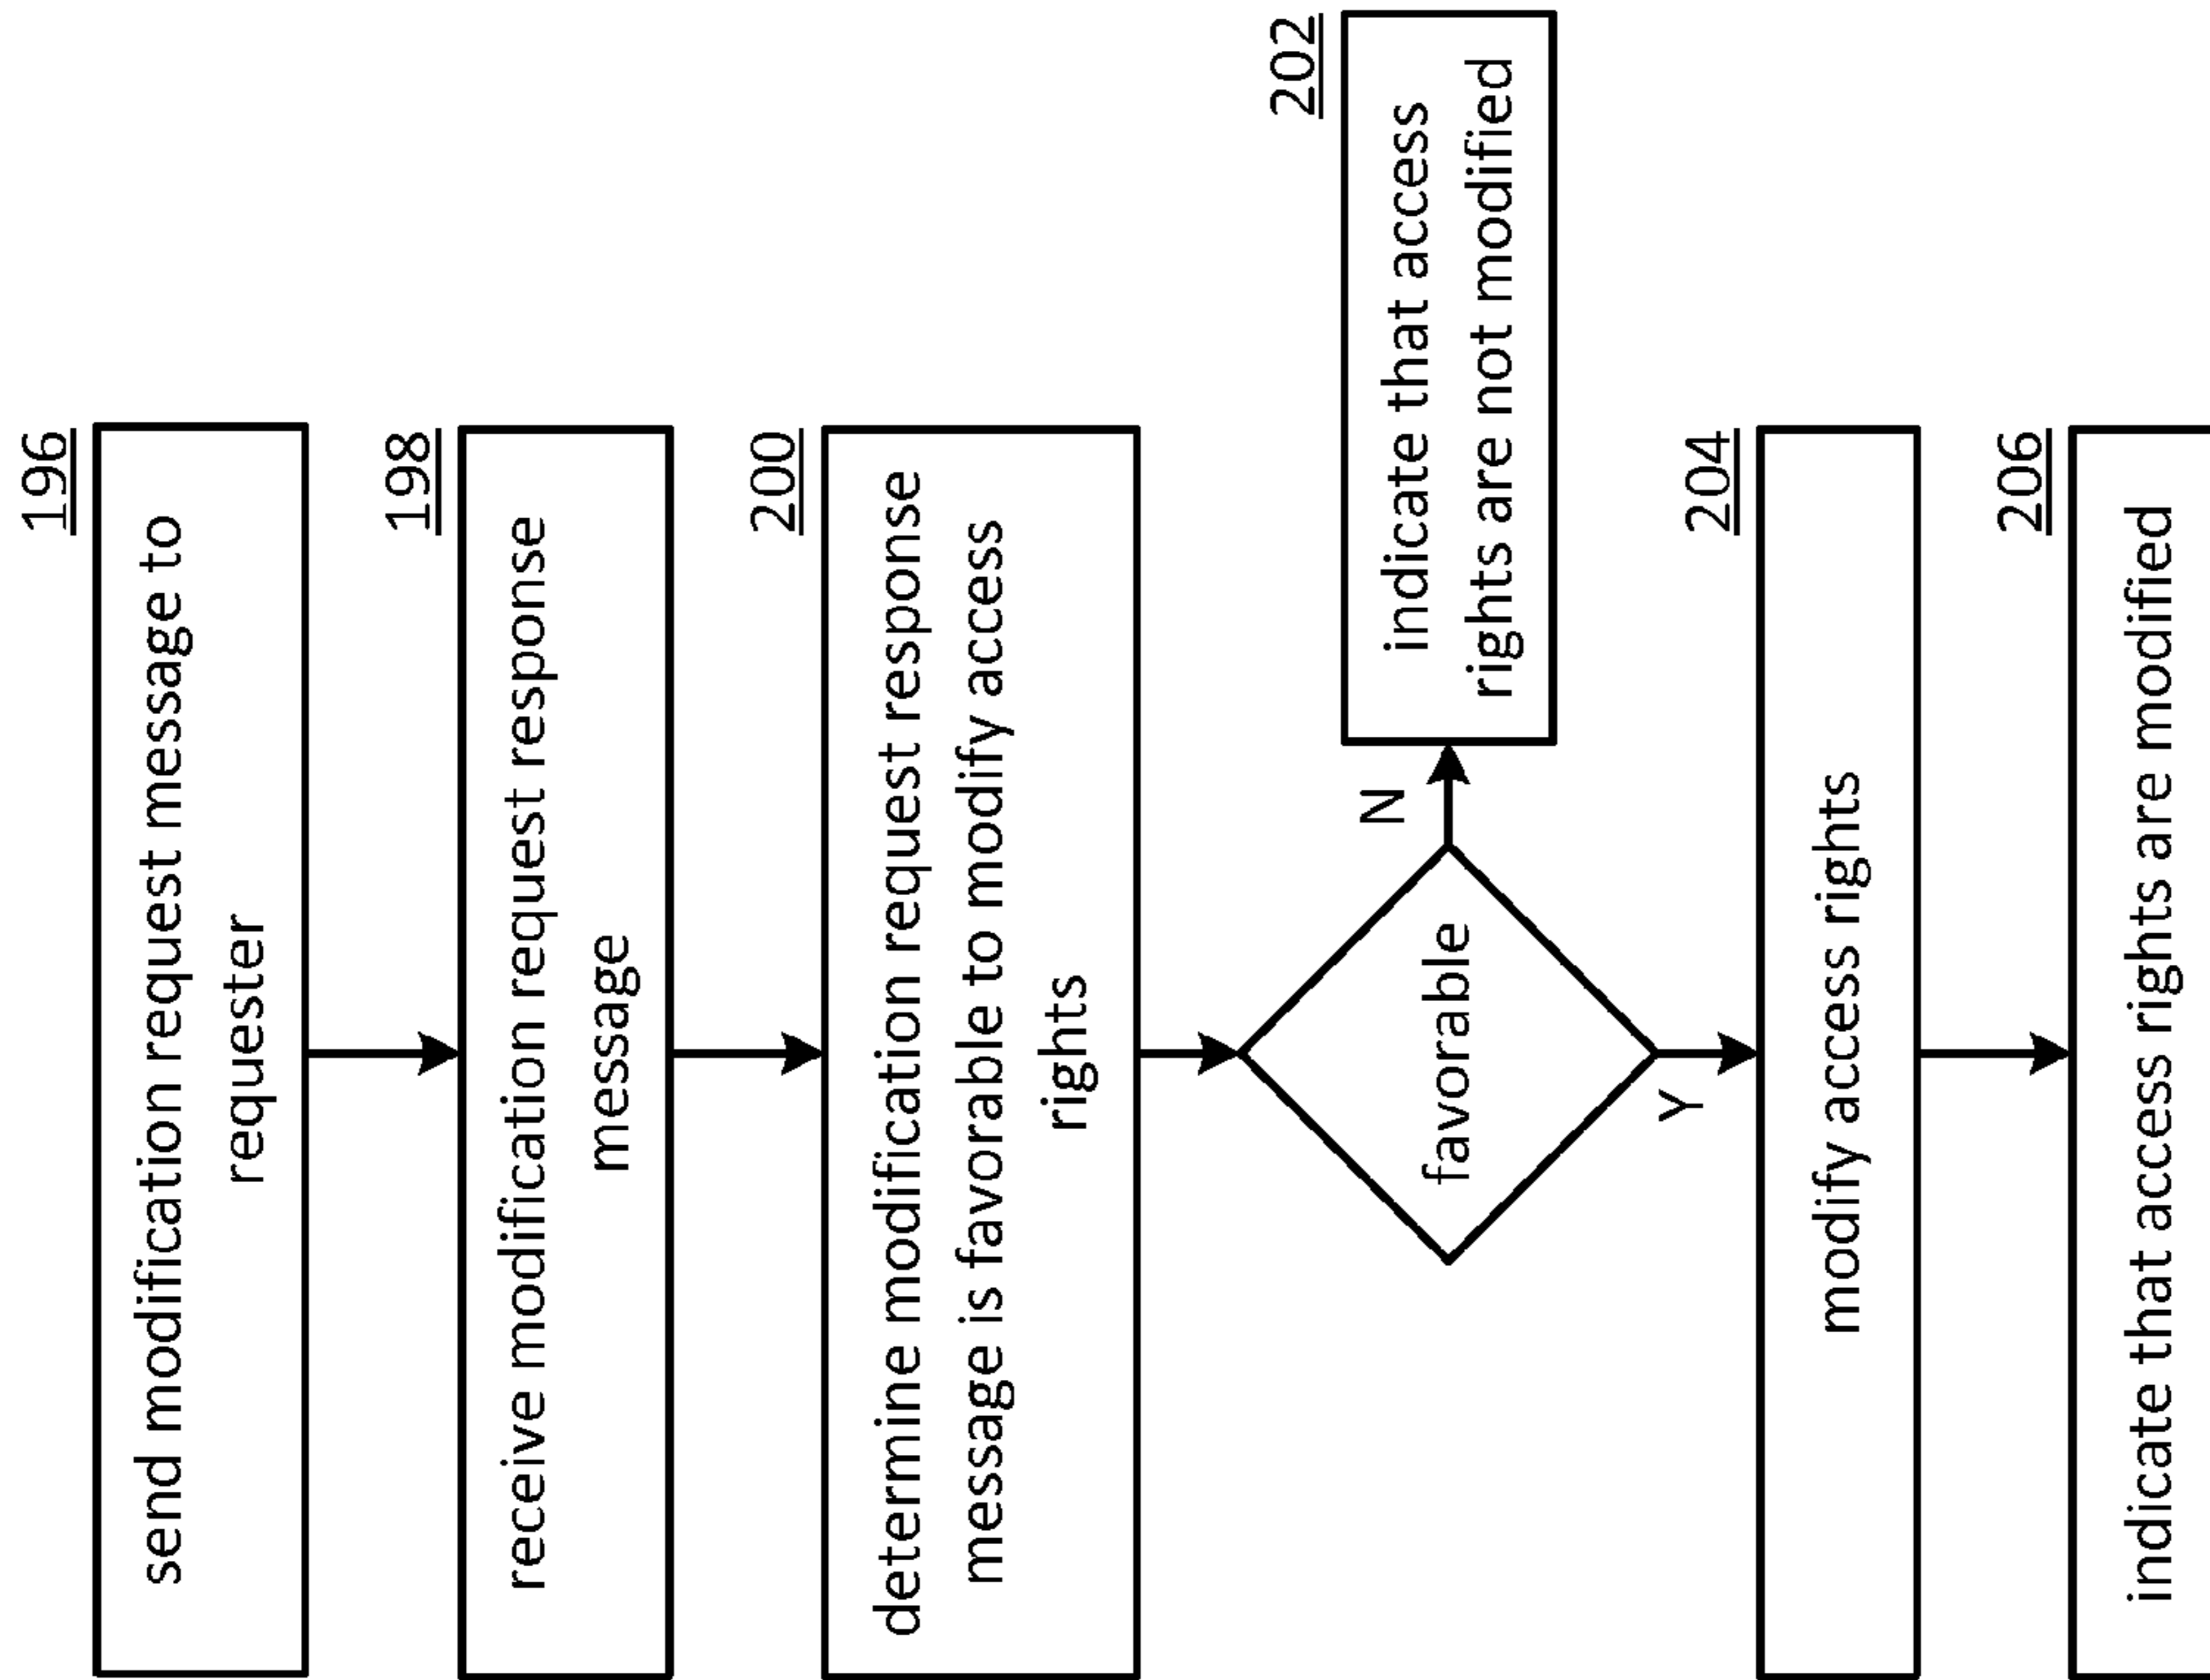 196
send modification request message to
requester
198
receive modification request response
message
200
determine modification request response
message is favorable to modify access
rights
favorable
N
202
indicate that access
rights are not modified
Y
204
modify access rights
206
indicate that access rights are modified